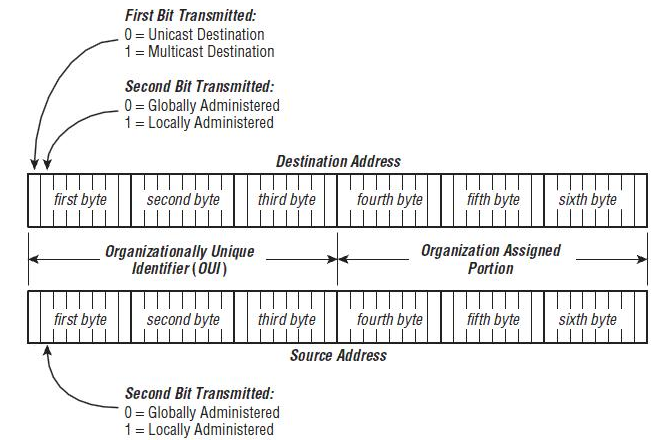 First Bit Transmitted:
0 = Unicast Destination
1 = Multicast Destination
Second Bit Transmitted:
0 = Globally Administered
1 = Locally Administered
Destination Address
first byte second byte third byte fourth byte fifth byte sixth byte
Organizationally Unique
Identifier (OUI)
Organization Assigned
Portion
first byte second byte third byte fourth byte fifth byte sixth byte
Source Address
Second Bit Transmitted:
0 = Globally Administered
1 = Locally Administered